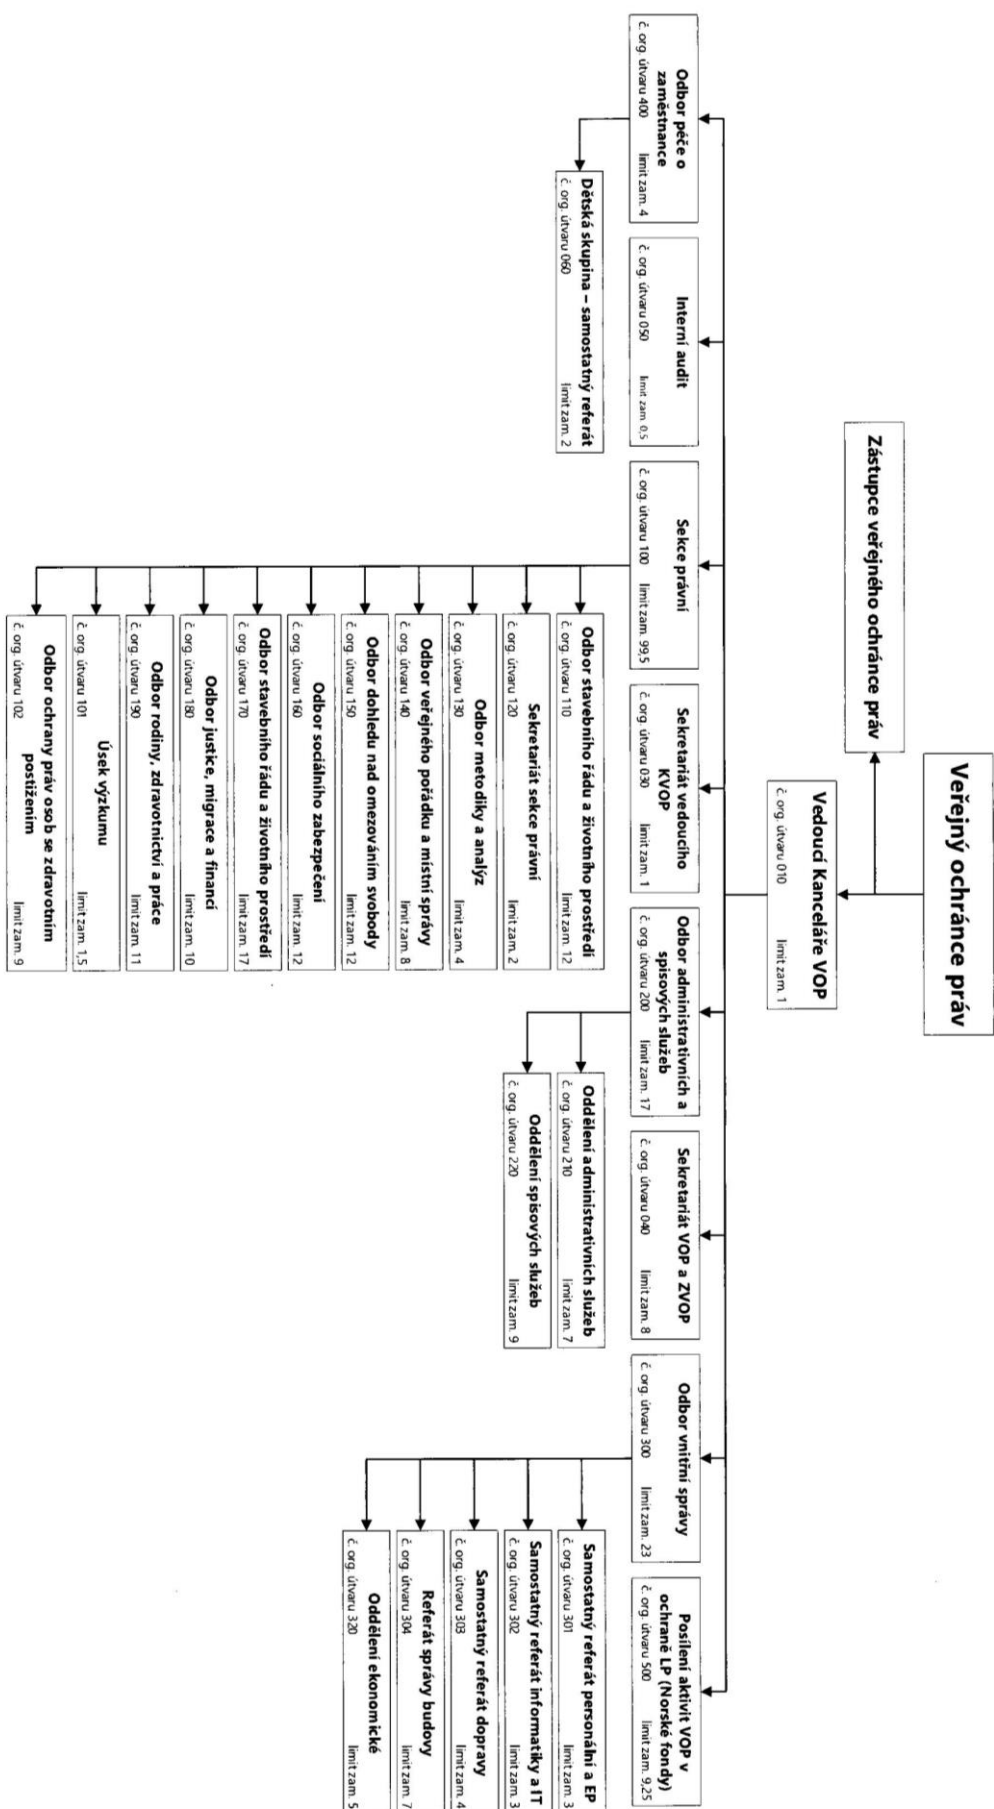 Veřejný ochránce práv
Zástupce veřejného ochránce práv
Vedoucí Kanceláře VOP
č. org. útvaru 010 limit zam. 1
Odbor péče o
zaměstnance
č. org. útvaru 400 limit zam. 4
Dětská skupina – samostatný referát
č. org. útvaru 060 limit zam. 2
Interní audit
č. org. útvaru 050 limit zam. 0,5
Sekce právní
č. org. útvaru 100 limit zam. 99,5
Odbor stavebního řádu a životního prostředí
č. org. útvaru 110 limit zam. 12
Sekretariát sekce právní
č. org. útvaru 120 limit zam. 2
Odbor metodiky a analýz
č. org. útvaru 130 limit zam. 4
Odbor veřejného pořádku a místní správy
č. org. útvaru 140 limit zam. 8
Odbor dohledu nad omezováním svobody
č. org. útvaru 150 limit zam. 12
Odbor sociálního zabezpečení
č. org. útvaru 160 limit zam. 12
Odbor stavebního řádu a životního prostředí
č. org. útvaru 170 limit zam. 17
Odbor justice, migrace a financí
č. org. útvaru 180 limit zam. 10
Odbor rodiny, zdravotnictví a práce
č. org. útvaru 190 limit zam. 11
Úsek výzkumu
č. org. útvaru 101 limit zam. 1,5
Odbor ochrany práv osob se zdravotním
postižením
č. org. útvaru 102 limit zam. 9
Sekretariát vedoucího
KVOP
č. org. útvaru 030 limit zam. 1
Odbor administrativních a
spisových služeb
č. org. útvaru 200 limit zam. 17
Oddělení administrativních služeb
č. org. útvaru 210 limit zam. 7
Oddělení spisových služeb
č. org. útvaru 220 limit zam. 9
Sekretariát VOP a ZVOP
č. org. útvaru 040 limit zam. 8
Odbor vnitřní správy
č. org. útvaru 300 limit zam. 23
Samostatný referát personální a EP
č. org. útvaru 301 limit zam. 3
Samostatný referát informatiky a IT
č. org. útvaru 302 limit zam. 3
Samostatný referát dopravy
č. org. útvaru 303 limit zam. 4
Referát správy budovy
č. org. útvaru 304 limit zam. 7
Oddělení ekonomické
č. org. útvaru 320 limit zam. 5
Posílení aktivit VOP v
ochraně LP (Norské fondy)
č. org. útvaru 500 limit zam. 9,25